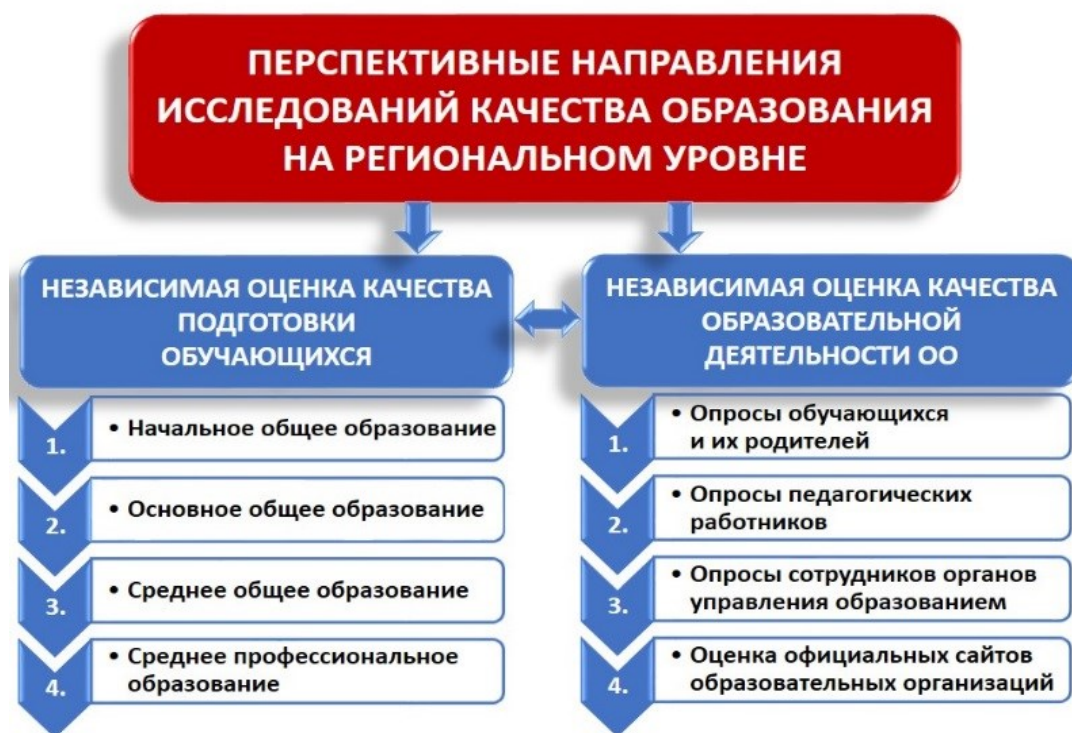 ПЕРСПЕКТИВНЫЕ НАПРАВЛЕНИЯ
ИССЛЕДОВАНИЙ КАЧЕСТВА ОБРАЗОВАНИЯ
НА РЕГИОНАЛЬНОМ УРОВНЕ
НЕЗАВИСИМАЯ ОЦЕНКА КАЧЕСТВА
ПОДГОТОВКИ
ОБУЧАЮЩИХСЯ
1.
• Начальное общее образование
2.
• Основное общее образование
3.
• Среднее общее образование
4.
• Среднее профессиональное
образование
НЕЗАВИСИМАЯ ОЦЕНКА КАЧЕСТВА
ОБРАЗОВАТЕЛЬНОЙ
ДЕЯТЕЛЬНОСТИ ОО
1.
• Опросы обучающихся
и их родителей
2.
• Опросы педагогических
работников
3.
• Опросы сотрудников органов
управления образованием
4.
• Оценка официальных сайтов
образовательных организаций